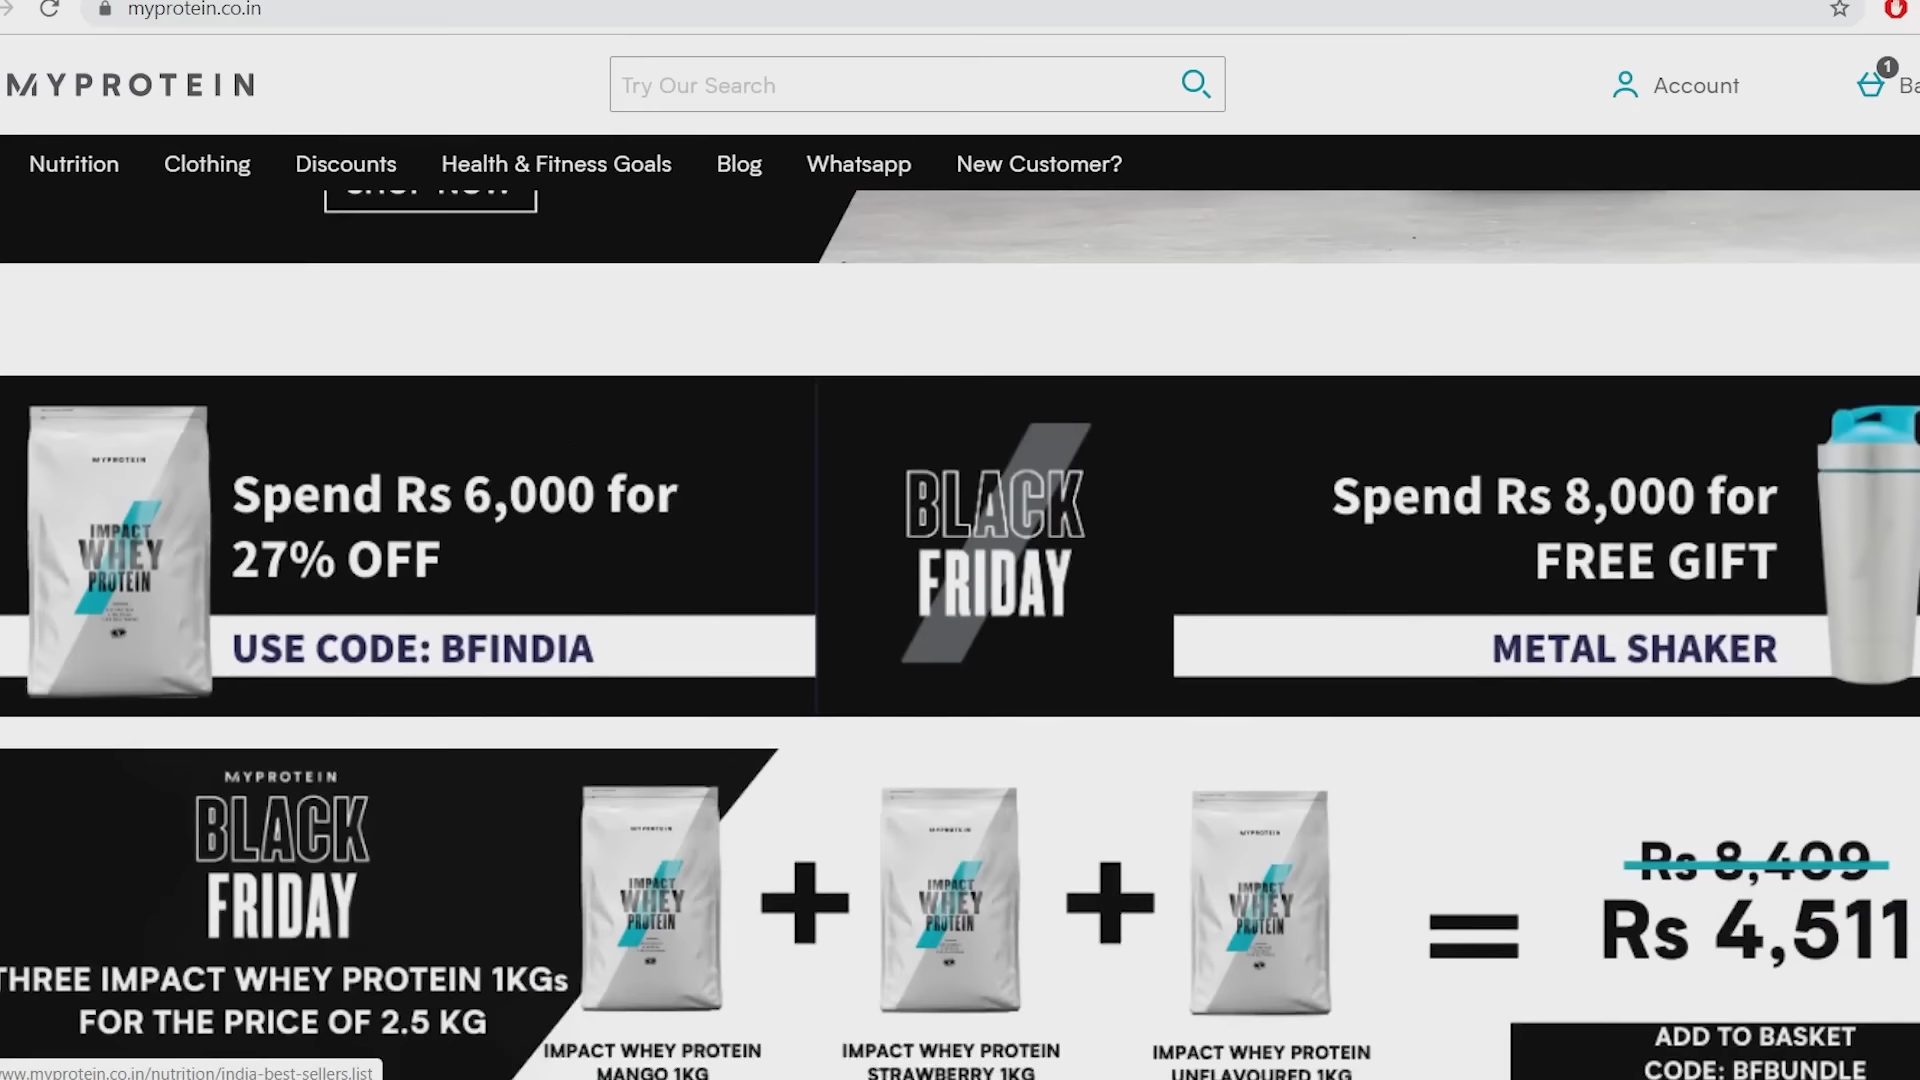 myprotein.co.in
MYPROTEIN
Try Our Search
Account
1
Nutrition
Clothing
Discounts
Health & Fitness Goals
Blog
Whatsapp
New Customer?
SHOP NOW
MYPROTEIN
IMPACT
WHEY
PROTEIN
Spend Rs 6,000 for
27% OFF
USE CODE: BFINDIA
BLACK
FRIDAY
Spend Rs 8,000 for
FREE GIFT
METAL SHAKER
MYPROTEIN
BLACK
FRIDAY
THREE IMPACT WHEY PROTEIN 1KGs
FOR THE PRICE OF 2.5 KG
MYPROTEIN
IMPACT
WHEY
PROTEIN
IMPACT WHEY PROTEIN
MANGO 1KG
+
MYPROTEIN
IMPACT
WHEY
PROTEIN
IMPACT WHEY PROTEIN
STRAWBERRY 1KG
+
MYPROTEIN
IMPACT
WHEY
PROTEIN
IMPACT WHEY PROTEIN
UNFLAVOURED 1KG
=
Rs 8,409
Rs 4,511
ADD TO BASKET
CODE: BFBUNDLE
www.myprotein.co.in/nutrition/india-best-sellers.list